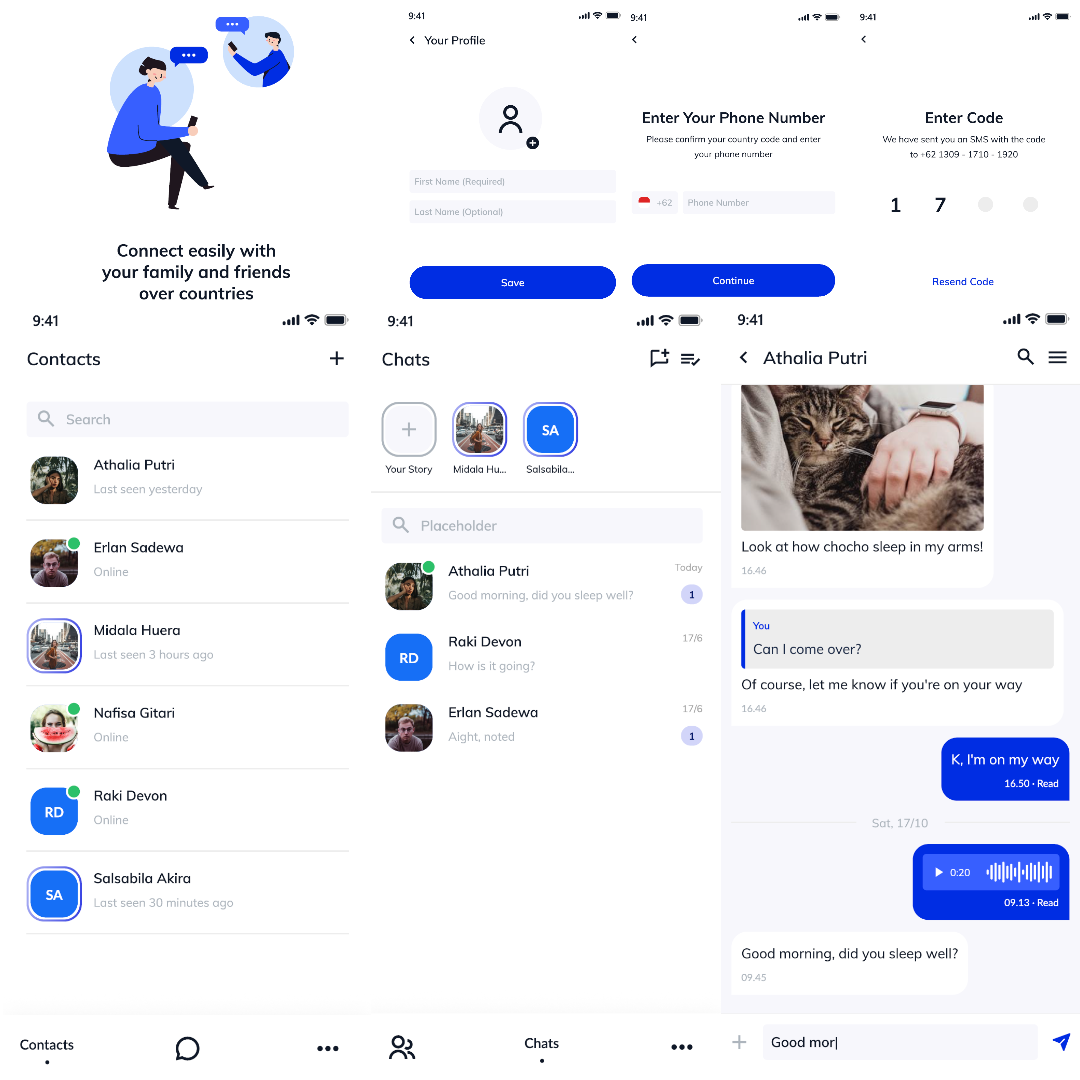 Connect easily with
your family and friends
over countries
9:41
Your Profile
First Name (Required)
Last Name (Optional)
Save
9:41
Enter Your Phone Number
Please confirm your country code and enter
your phone number
+62
Phone Number
Continue
9:41
Enter Code
We have sent you an SMS with the code
to +62 1309 - 1710 - 1920
1 7
Resend Code
9:41
Contacts
Search
Athalia Putri
Last seen yesterday
Erlan Sadewa
Online
Midala Huera
Last seen 3 hours ago
Nafisa Gitari
Online
RD
Raki Devon
Online
SA
Salsabila Akira
Last seen 30 minutes ago
Contacts
9:41
Chats
SA
Your Story
Midala Hu...
Salsabila...
Placeholder
Athalia Putri
Today
Good morning, did you sleep well?
1
RD
Raki Devon
17/6
How is it going?
Erlan Sadewa
17/6
Aight, noted
1
Chats
9:41
Athalia Putri
Look at how chocho sleep in my arms!
16.46
You
Can I come over?
Of course, let me know if you're on your way
16.46
K, I'm on my way
16.50 · Read
Sat, 17/10
0:20
09.13 · Read
Good morning, did you sleep well?
09.45
Good mor